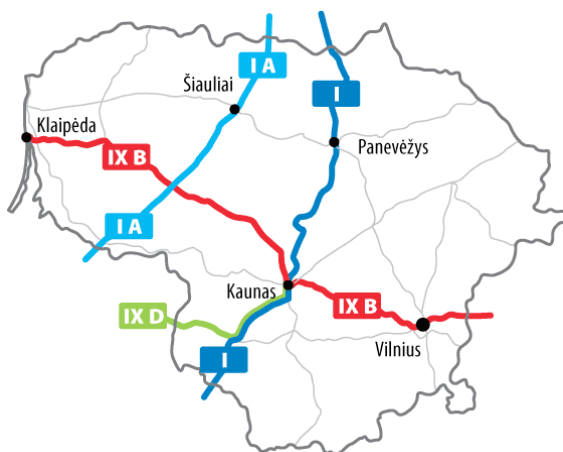 I A
Šiauliai
I
Klaipėda
Panevėžys
IX B
I A
Kaunas
IX B
IX D
Vilnius
I